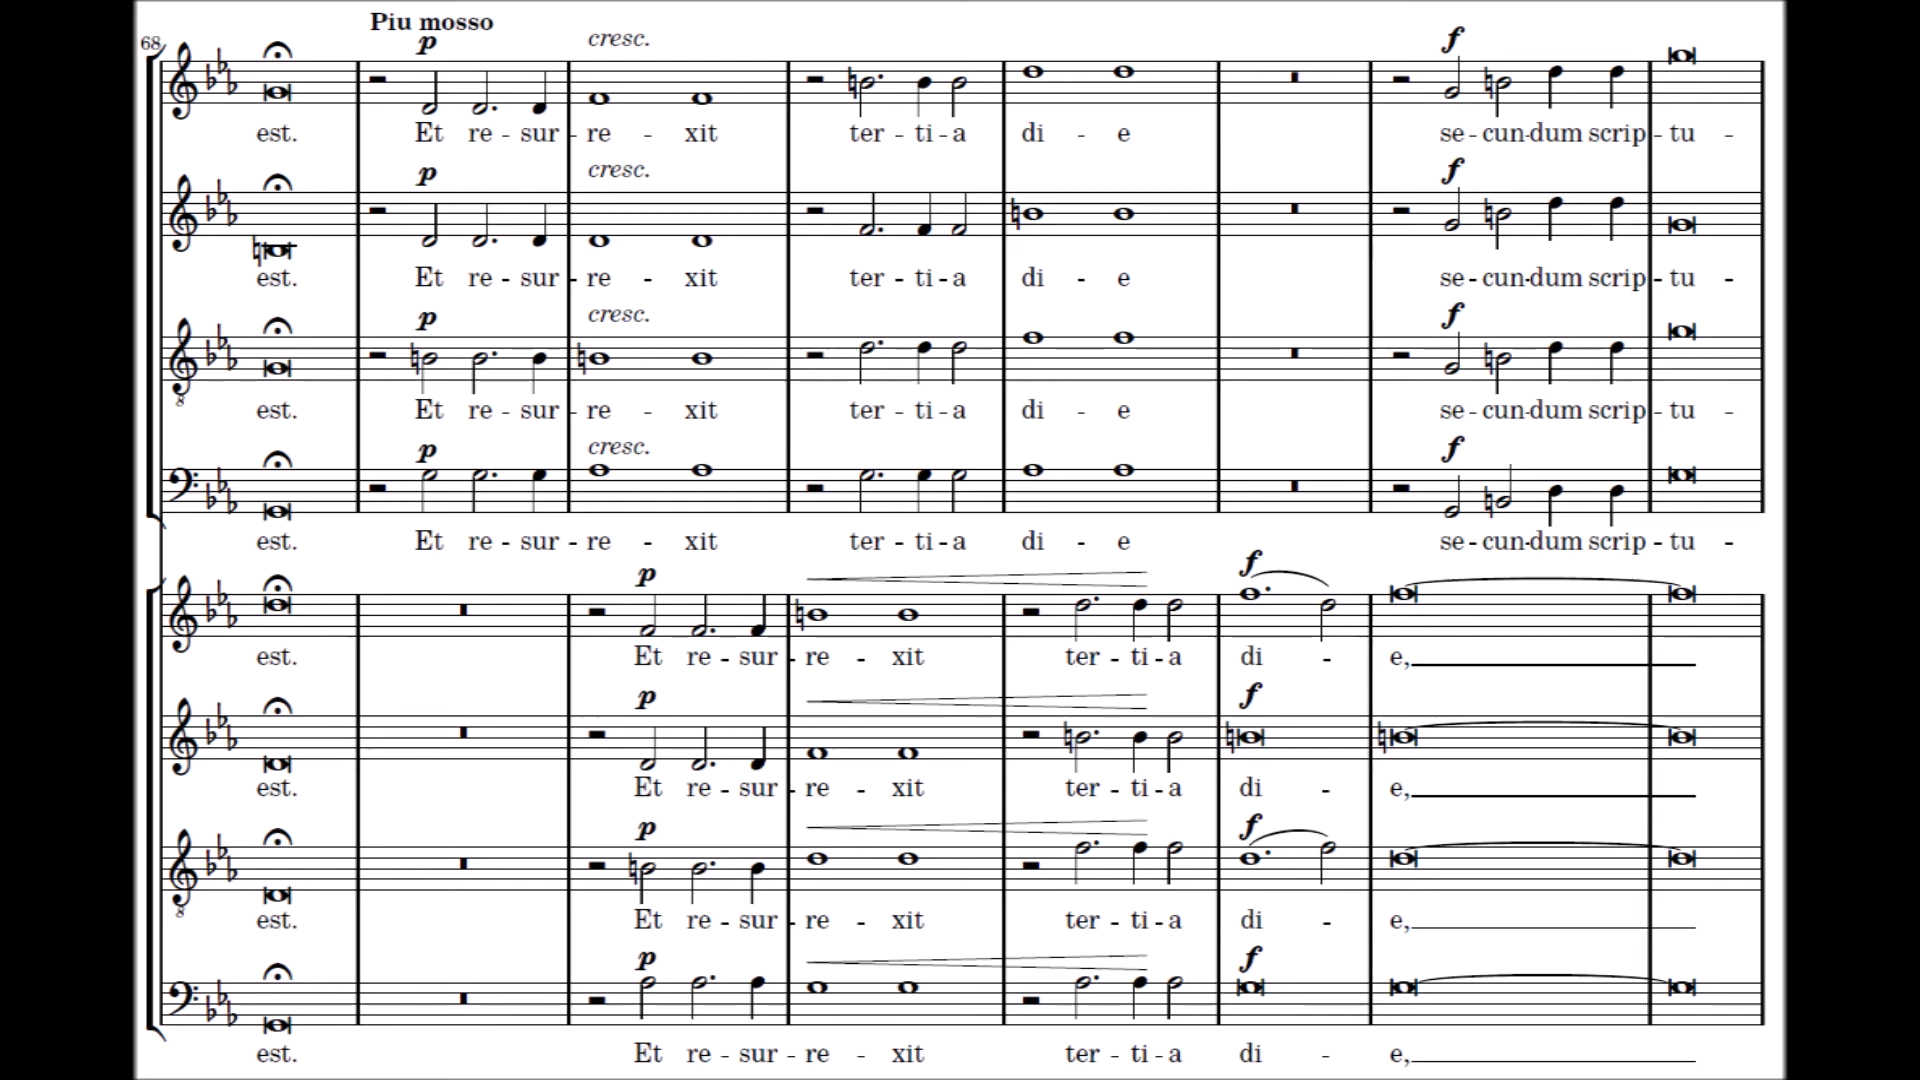 Piu mosso
68
p cresc. f
est. Et re - sur - re - xit ter - ti - a di - e se - cun - dum scrip - tu -
p cresc. f
est. Et re - sur - re - xit ter - ti - a di - e se - cun - dum scrip - tu -
p cresc. f
8
est. Et re - sur - re - xit ter - ti - a di - e se - cun - dum scrip - tu -
p cresc. f
est. Et re - sur - re - xit ter - ti - a di - e se - cun - dum scrip - tu -
p f
est. Et re - sur - re - xit ter - ti - a di - e,
p f
est. Et re - sur - re - xit ter - ti - a di - e,
p f
8
est. Et re - sur - re - xit ter - ti - a di - e,
p f
est. Et re - sur - re - xit ter - ti - a di - e,